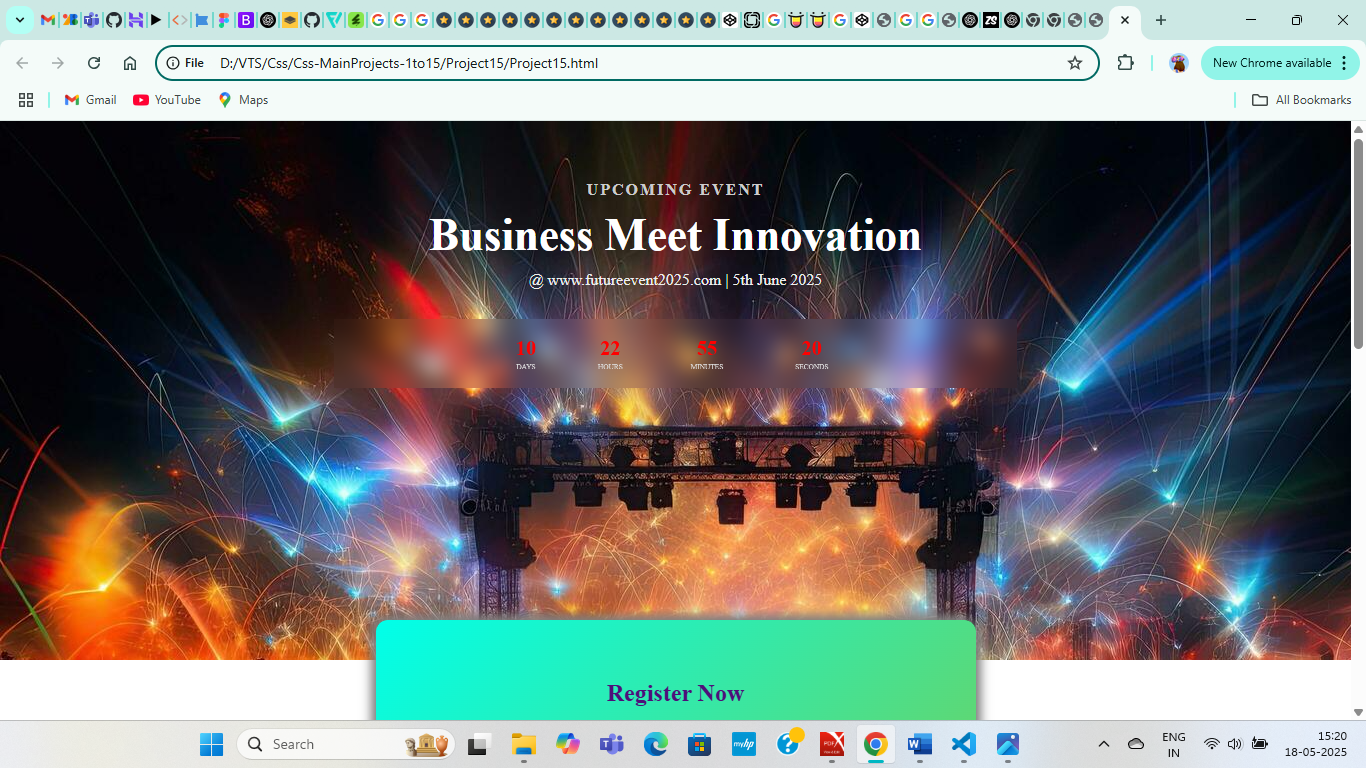 File
D:/VTS/Css/Css-MainProjects-1to15/Project15/Project15.html
New Chrome available
Gmail
YouTube
Maps
All Bookmarks
UPCOMING EVENT
Business Meet Innovation
@ www.futureevent2025.com | 5th June 2025
10 22 55 20
DAYS HOURS MINUTES SECONDS
Register Now
Search
ENG
IN
15:20
18-05-2025